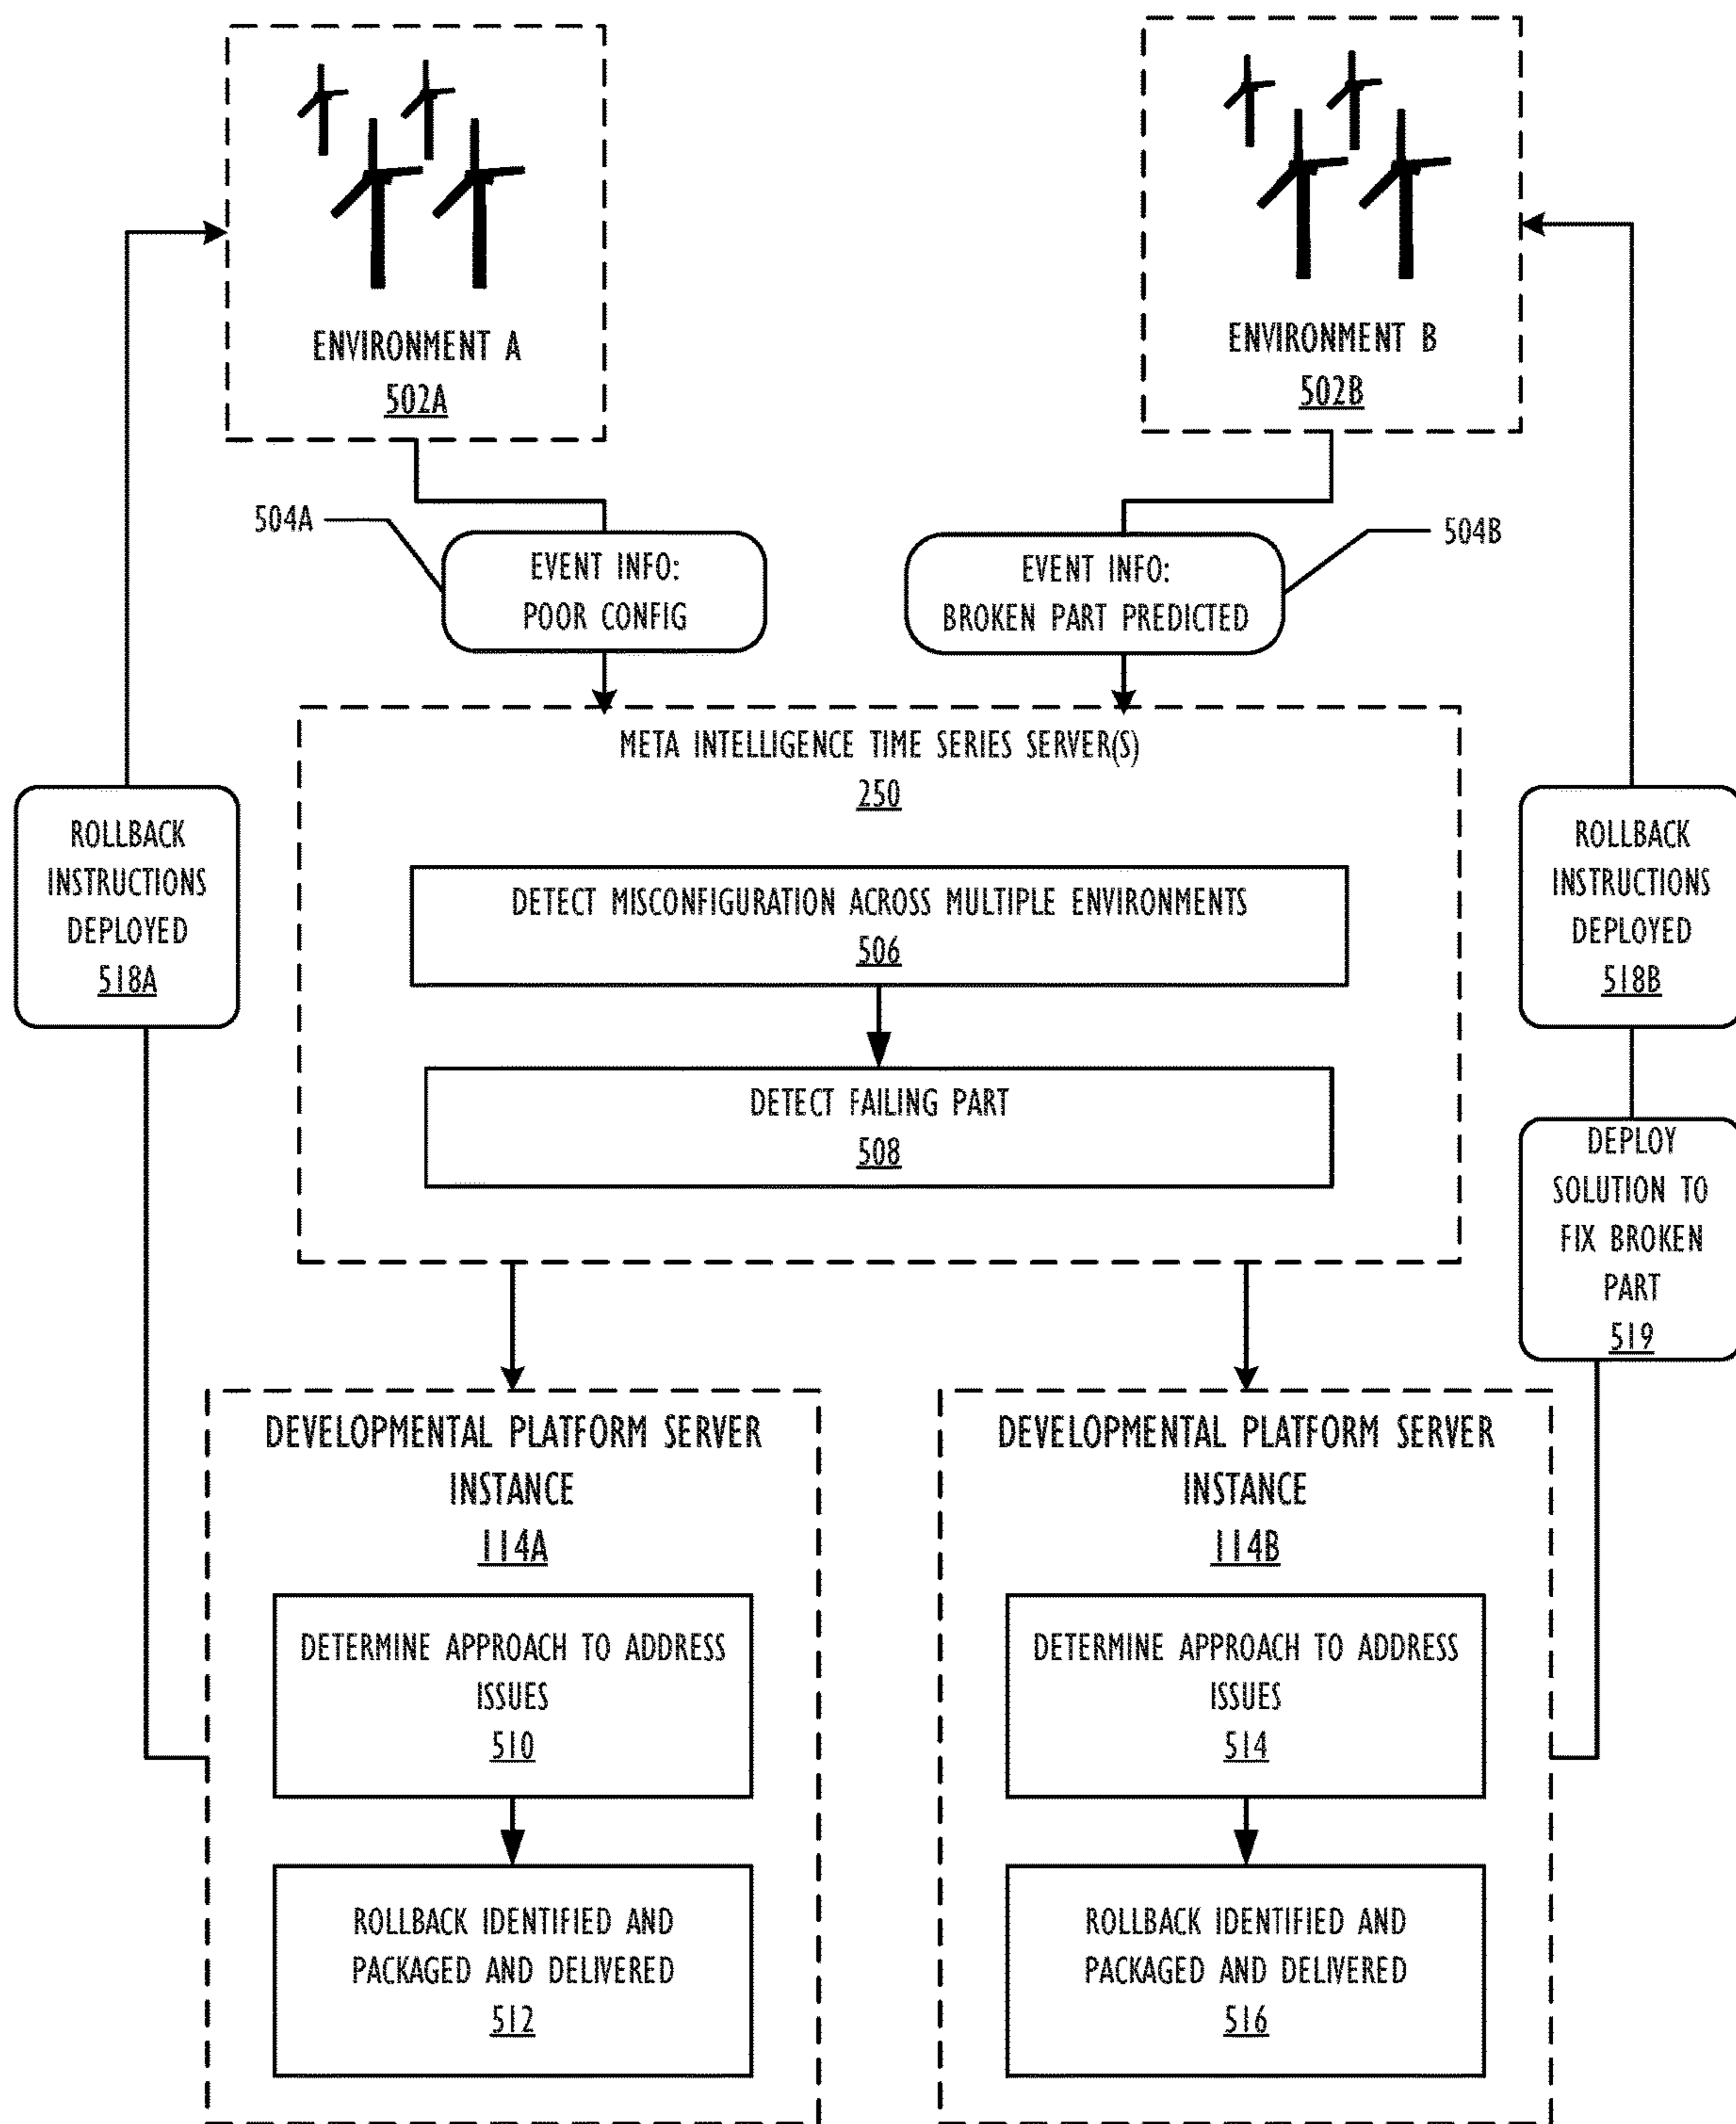 ENVIRONMENT A
502A
ENVIRONMENT B
502B
504A
EVENT INFO:
POOR CONFIG
EVENT INFO:
BROKEN PART PREDICTED
504B
META INTELLIGENCE TIME SERIES SERVER(S)
250
DETECT MISCONFIGURATION ACROSS MULTIPLE ENVIRONMENTS
506
DETECT FAILING PART
508
ROLLBACK
INSTRUCTIONS
DEPLOYED
518A
ROLLBACK
INSTRUCTIONS
DEPLOYED
518B
DEPLOY
SOLUTION TO
FIX BROKEN
PART
519
DEVELOPMENTAL PLATFORM SERVER
INSTANCE
114A
DETERMINE APPROACH TO ADDRESS
ISSUES
510
ROLLBACK IDENTIFIED AND
PACKAGED AND DELIVERED
512
DEVELOPMENTAL PLATFORM SERVER
INSTANCE
114B
DETERMINE APPROACH TO ADDRESS
ISSUES
514
ROLLBACK IDENTIFIED AND
PACKAGED AND DELIVERED
516